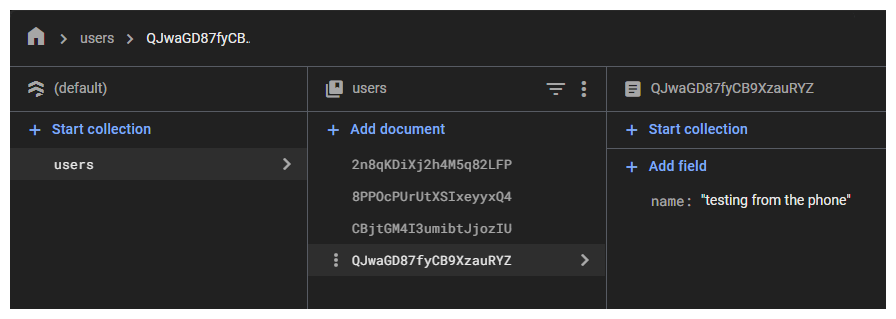 users
QJwaGD87fyCB..
(default)
users
QJwaGD87fyCB9XzauRYZ
+ Start collection
+ Add document
+ Start collection
users
2n8qKDiXj2h4M5q82LFP
+ Add field
8PPOcPUrUtXSIxeyyxQ4
name: "testing from the phone"
CBjtGM4I3umibtJjozIU
QJwaGD87fyCB9XzauRYZ